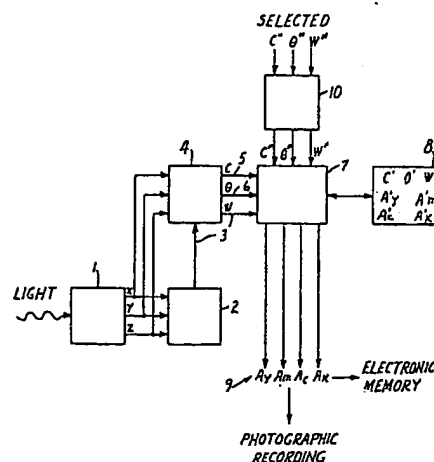 SELECTED
C" θ" W"
10
4
5
8
C
C" θ" W"
7
C' θ' W
θ
6
A'y A'm
A'c A'k
3
1
x
2
LIGHT
Y
Z
9
Ay Am Ac Ak
ELECTRONIC
MEMORY
PHOTOGRAPHIC
RECORDING